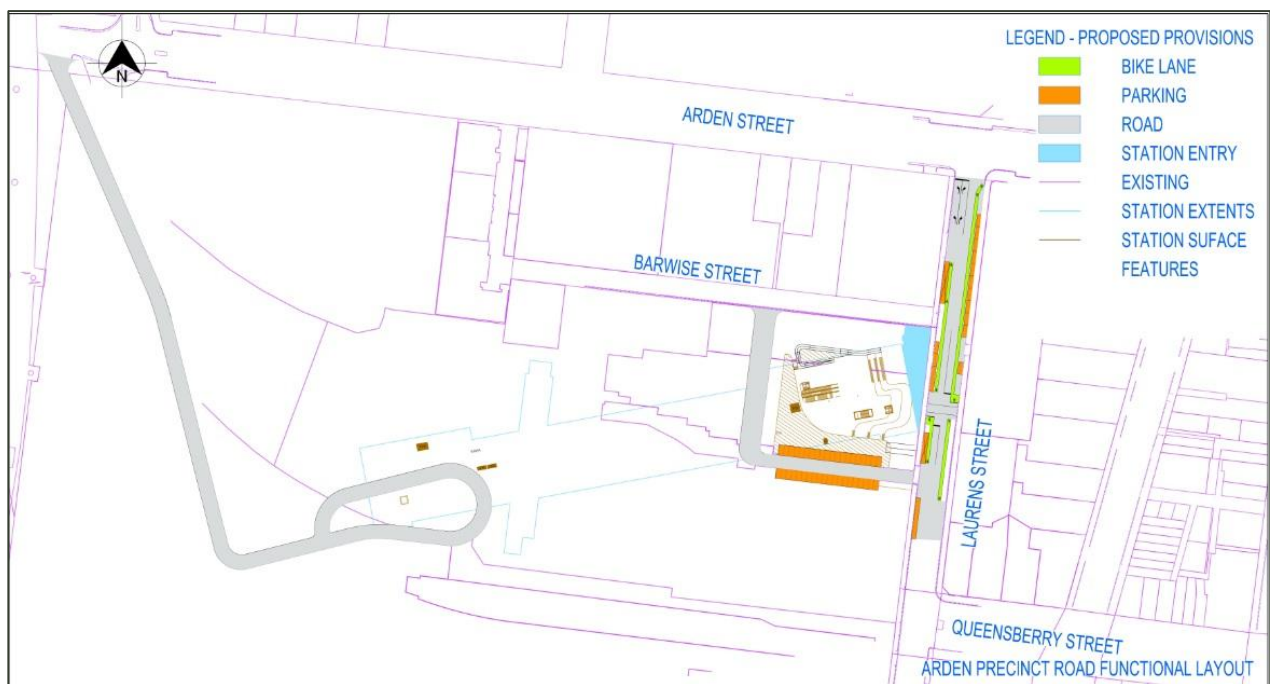 N
LEGEND - PROPOSED PROVISIONS
BIKE LANE
PARKING
ROAD
STATION ENTRY
EXISTING
STATION EXTENTS
STATION SUFACE
FEATURES
ARDEN STREET
BARWISE STREET
LAURENS STREET
QUEENSBERRY STREET
ARDEN PRECINCT ROAD FUNCTIONAL LAYOUT